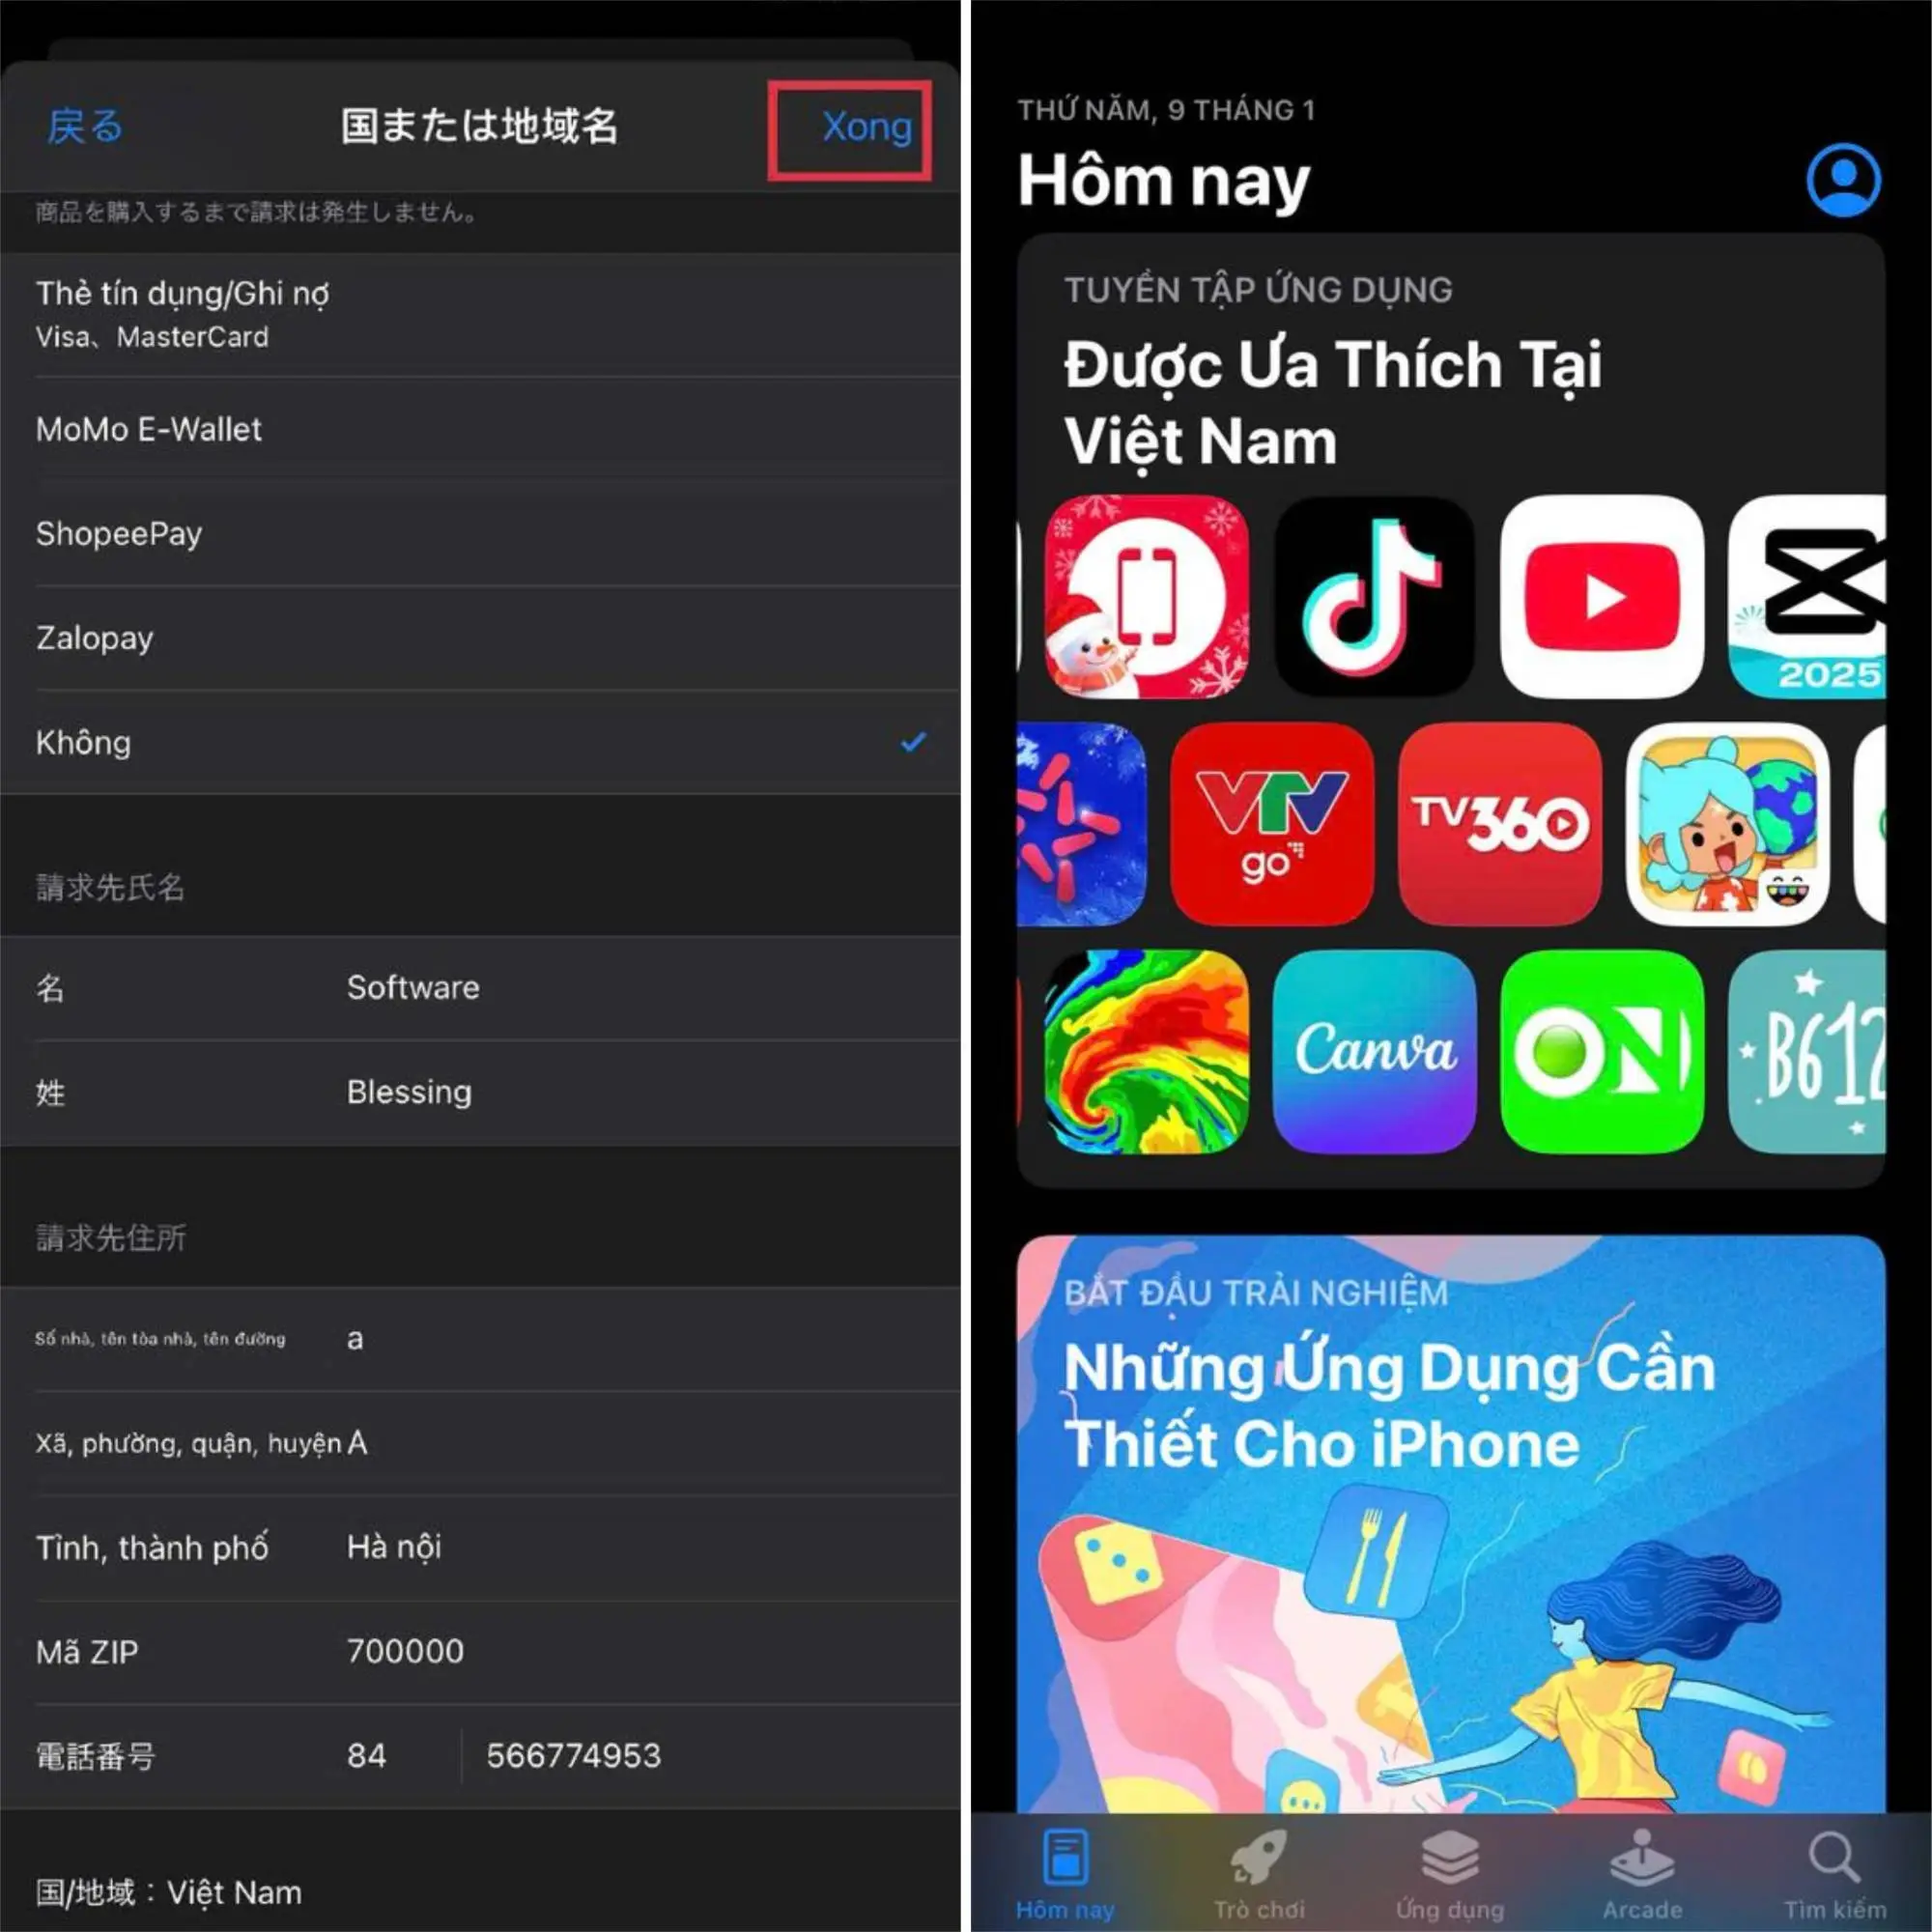 戻る
国または地域名
Xong
商品を購入するまで請求は発生しません。
Thẻ tín dụng/Ghi nợ
Visa、MasterCard
MoMo E-Wallet
ShopeePay
Zalopay
Không
請求先氏名
名 Software
姓 Blessing
請求先住所
Số nhà, tên tòa nhà, tên đường a
Xã, phường, quận, huyện A
Tỉnh, thành phố Hà nội
Mã ZIP 700000
電話番号 84 566774953
国/地域：Việt Nam
THỨ NĂM, 9 THÁNG 1
Hôm nay
TUYỂN TẬP ỨNG DỤNG
Được Ưa Thích Tại
Việt Nam
2025
VTV
go
TV360
Canva
ON
B612
BẮT ĐẦU TRẢI NGHIỆM
Những Ứng Dụng Cần
Thiết Cho iPhone
Hôm nay
Trò chơi
Ứng dụng
Arcade
Tìm kiếm